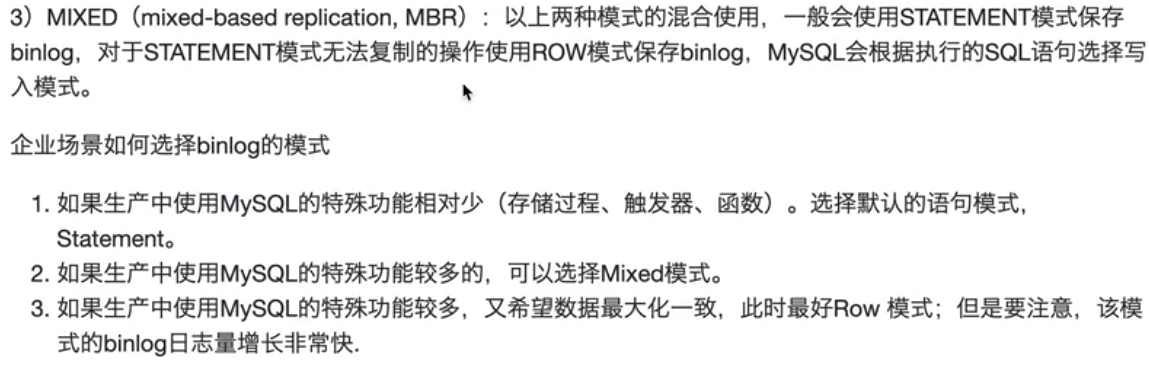 3）MIXED（mixed-based replication, MBR）：以上两种模式的混合使用，一般会使用STATEMENT模式保存
binlog，对于STATEMENT模式无法复制的操作使用ROW模式保存binlog，MySQL会根据执行的SQL语句选择写
入模式。
企业场景如何选择binlog的模式
1. 如果生产中使用MySQL的特殊功能相对少（存储过程、触发器、函数）。选择默认的语句模式，
Statement。
2. 如果生产中使用MySQL的特殊功能较多的，可以选择Mixed模式。
3. 如果生产中使用MySQL的特殊功能较多，又希望数据最大化一致，此时最好Row 模式；但是要注意，该模
式的binlog日志量增长非常快.